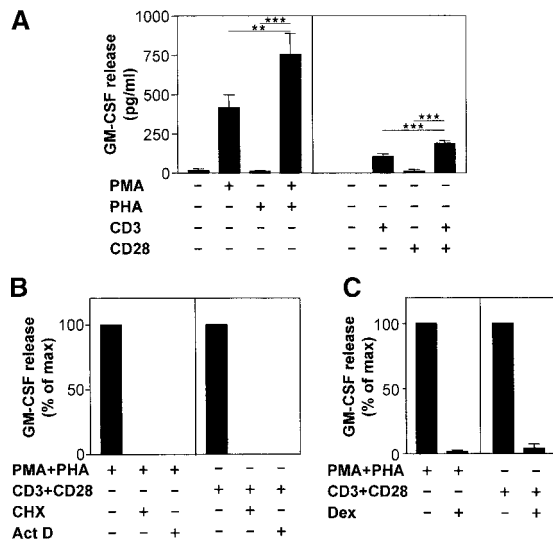 A
GM-CSF release
(pg/ml)
1000
750
500
250
0
*** 
**
***
***
PMA – + – + – – – –
PHA – – + + – – – –
CD3 – – – – – + – +
CD28 – – – – – – + +
B
GM-CSF release
(% of max)
100
50
0
PMA+PHA + + + – – –
CD3+CD28 – – – + + +
CHX – + – – + –
Act D – – + – – +
C
GM-CSF release
(% of max)
100
50
0
PMA+PHA + + – –
CD3+CD28 – – + +
Dex – + – +